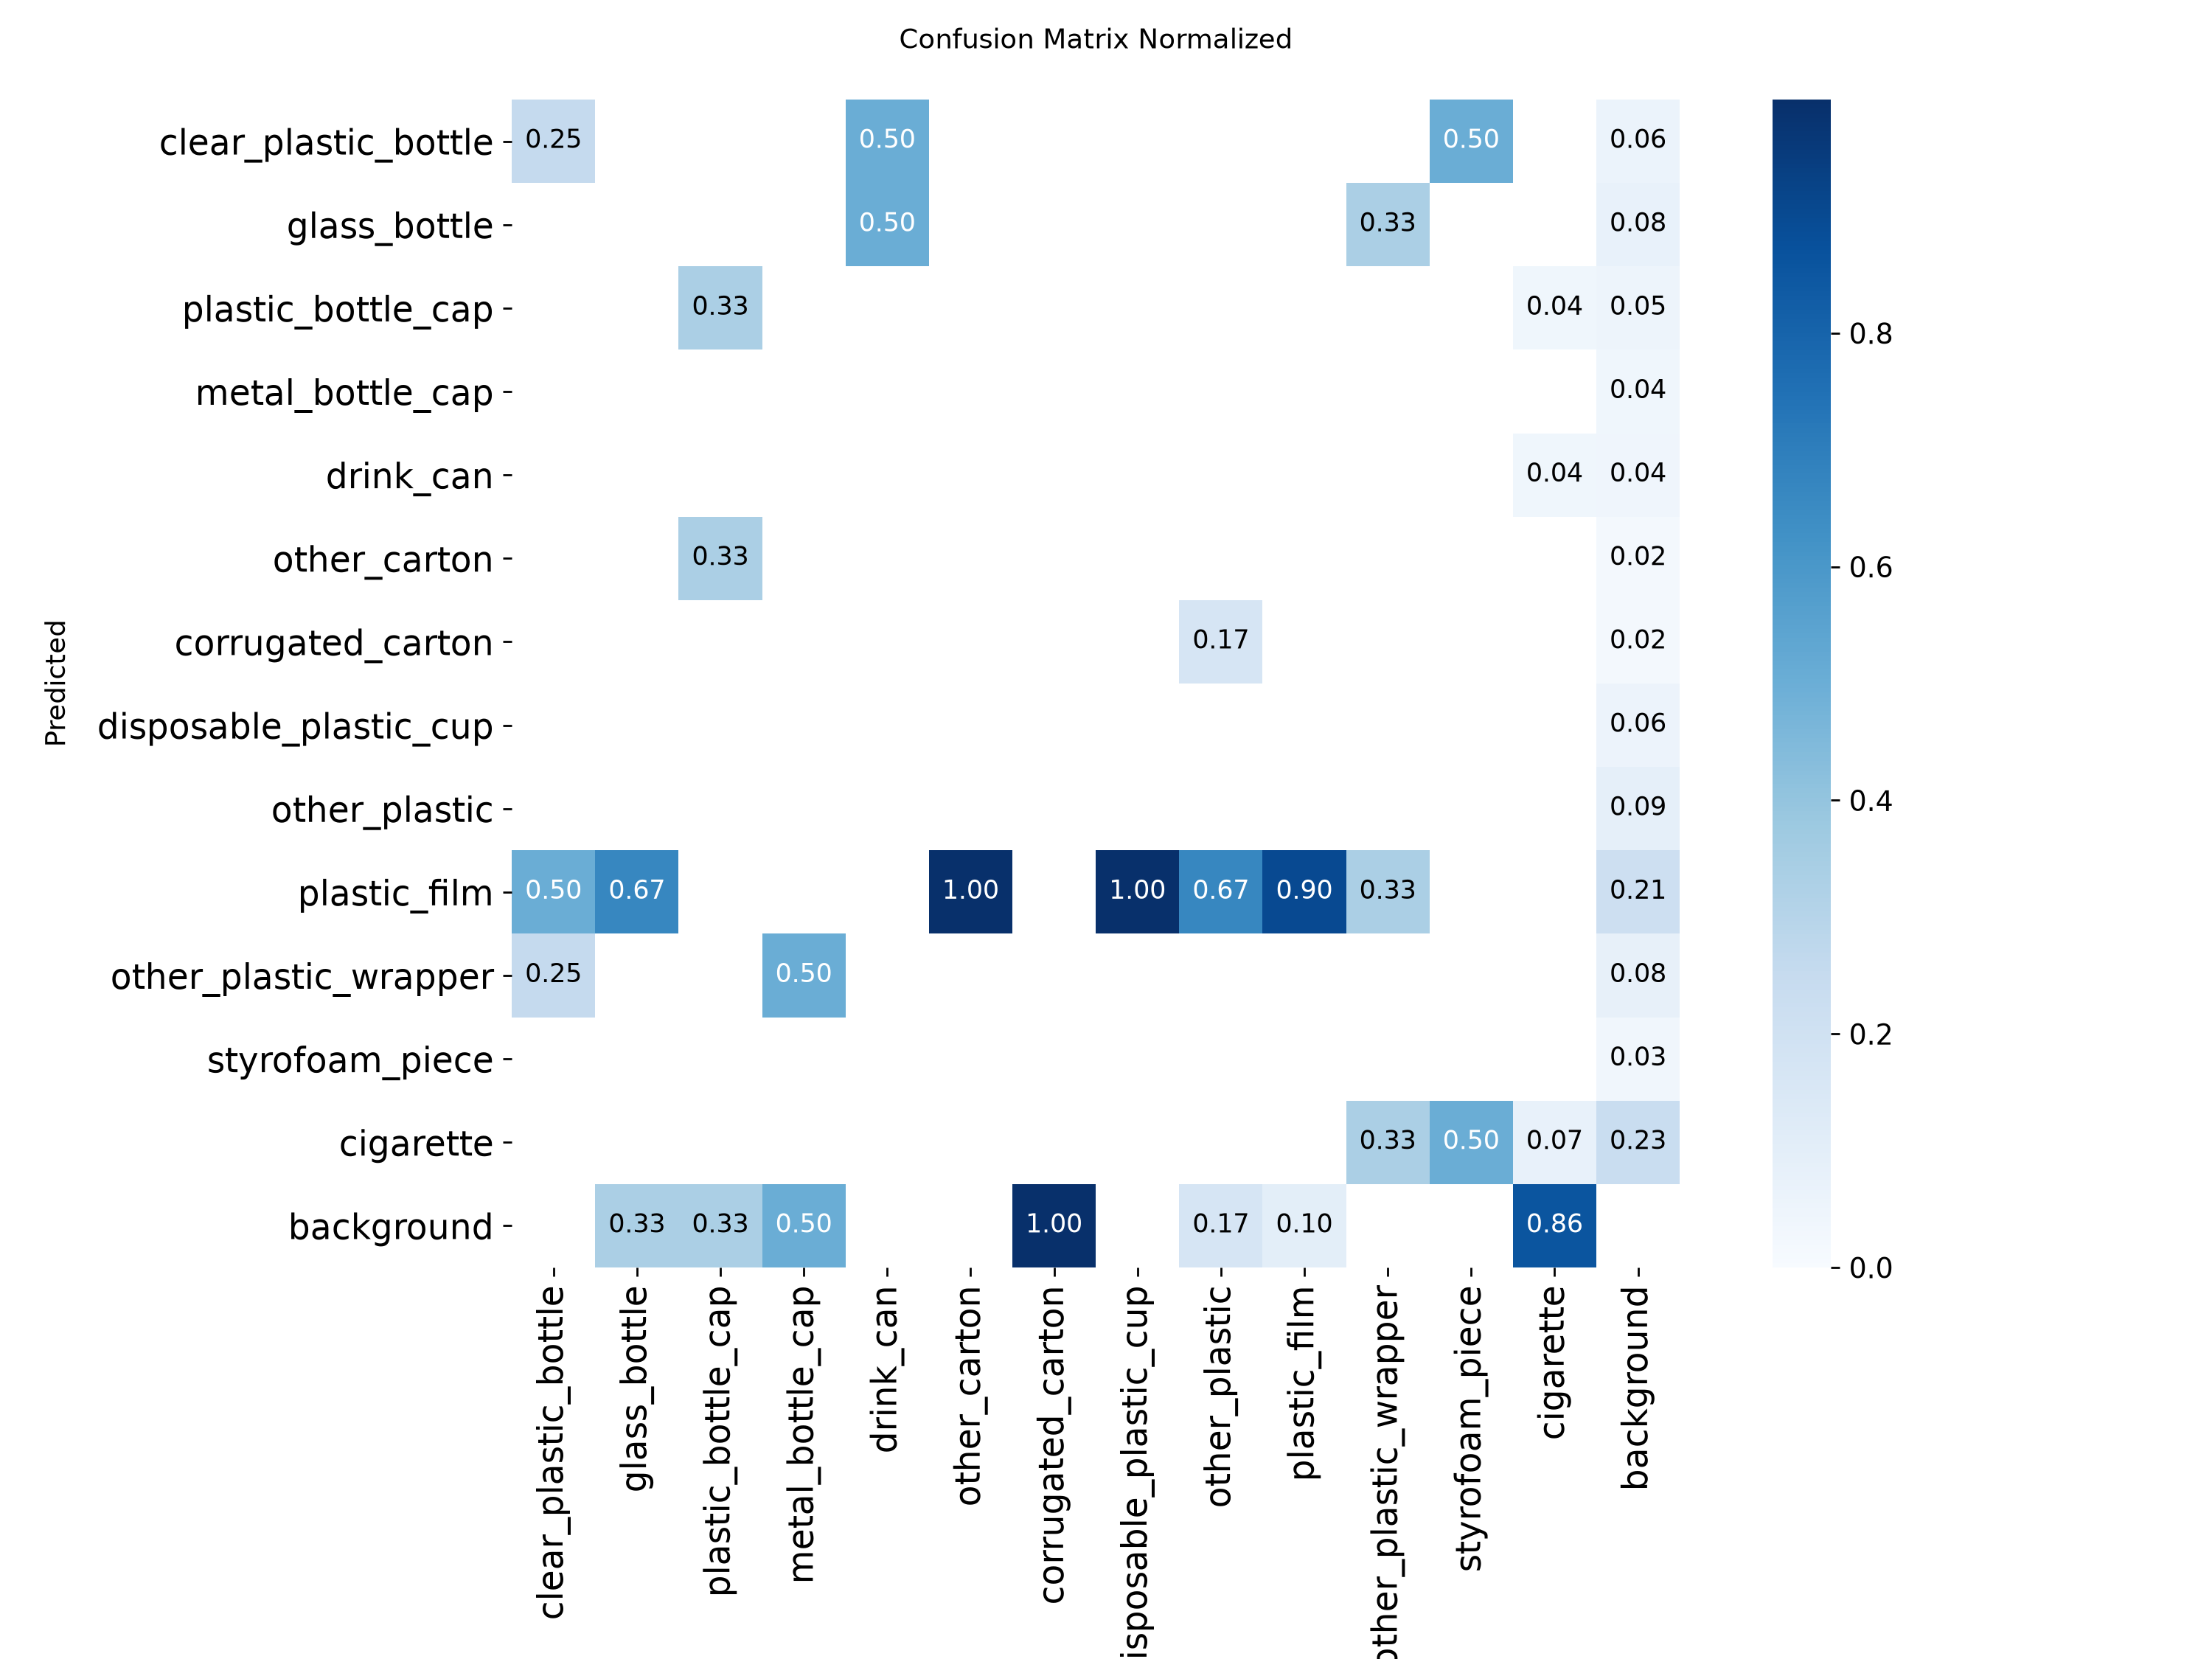 Confusion Matrix Normalized
clear_plastic_bottle 0.25 0.50 0.50 0.06
glass_bottle 0.50 0.33 0.08
plastic_bottle_cap 0.33 0.04 0.05
metal_bottle_cap 0.04
drink_can 0.04 0.04
other_carton 0.33 0.02
corrugated_carton 0.17 0.02
disposable_plastic_cup 0.06
other_plastic 0.09
plastic_film 0.50 0.67 1.00 1.00 0.67 0.90 0.33 0.21
other_plastic_wrapper 0.25 0.50 0.08
styrofoam_piece 0.03
cigarette 0.33 0.50 0.07 0.23
background 0.33 0.33 0.50 1.00 0.17 0.10 0.86
Predicted
clear_plastic_bottle
glass_bottle
plastic_bottle_cap
metal_bottle_cap
drink_can
other_carton
corrugated_carton
isposable_plastic_cup
other_plastic
plastic_film
other_plastic_wrapper
styrofoam_piece
cigarette
background
0.8
0.6
0.4
0.2
0.0